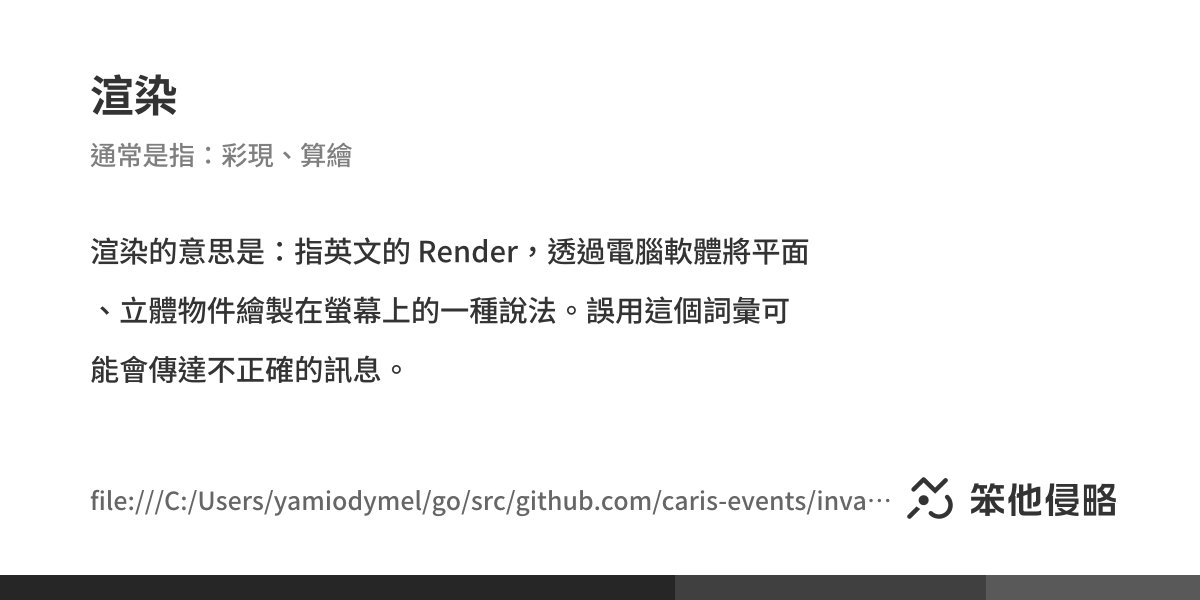 渲染
通常是指：彩現、算繪
渲染的意思是：指英文的 Render，透過電腦軟體將平面
、立體物件繪製在螢幕上的一種說法。誤用這個詞彙可
能會傳達不正確的訊息。
file:///C:/Users/yamiodymel/go/src/github.com/caris-events/inva⋯
笨他侵略